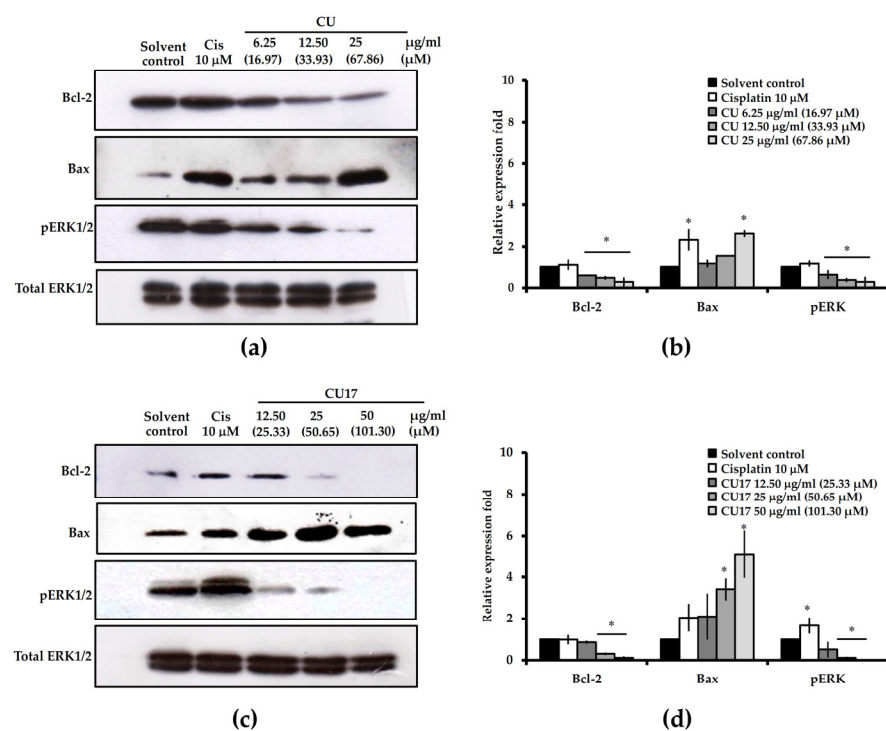 CU
Solvent control
Cis 10 μM
6.25 (16.97)
12.50 (33.93)
25 (67.86)
μg/ml (μM)
Bcl-2
Bax
pERK1/2
Total ERK1/2
(a)
Relative expression fold
10
8
6
4
2
0
Solvent control
Cisplatin 10 μM
CU 6.25 μg/ml (16.97 μM)
CU 12.50 μg/ml (33.93 μM)
CU 25 μg/ml (67.86 μM)
*
*
*
*
Bcl-2
Bax
pERK
(b)
CU17
Solvent control
Cis 10 μM
12.50 (25.33)
25 (50.65)
50 (101.30)
μg/ml (μM)
Bcl-2
Bax
pERK1/2
Total ERK1/2
(c)
Relative expression fold
10
8
6
4
2
0
Solvent control
Cisplatin 10 μM
CU17 12.50 μg/ml (25.33 μM)
CU17 25 μg/ml (50.65 μM)
CU17 50 μg/ml (101.30 μM)
*
*
*
*
*
Bcl-2
Bax
pERK
(d)